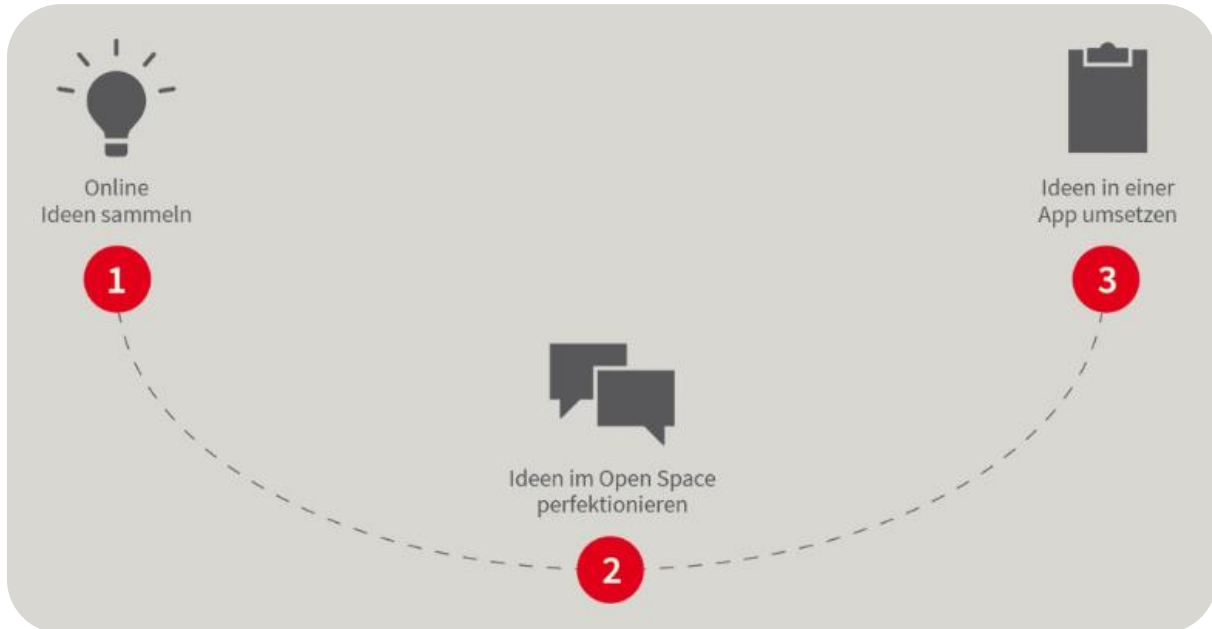 Online
Ideen sammeln
1
Ideen im Open Space
perfektionieren
2
Ideen in einer
App umsetzen
3